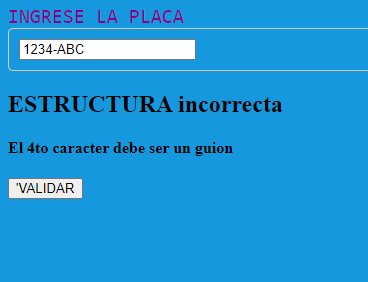 INGRESE LA PLACA
1234-ABC
ESTRUCTURA incorrecta
El 4to caracter debe ser un guion
'VALIDAR